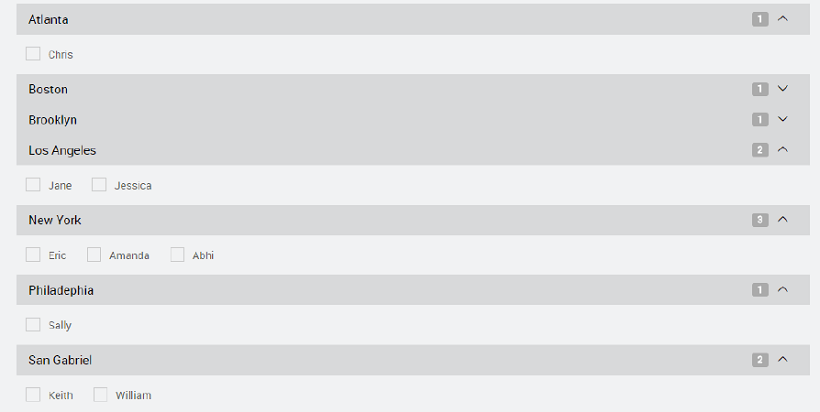 Atlanta 1
Chris
Boston 1
Brooklyn 1
Los Angeles 2
Jane Jessica
New York 3
Eric Amanda Abhi
Philadephia 1
Sally
San Gabriel 2
Keith William